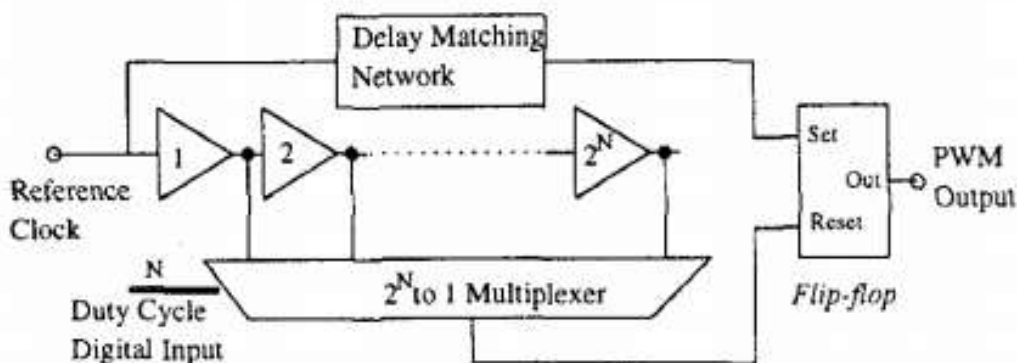 Delay Matching
Network
1
2
2^N
Set
Out
Reset
PWM
Output
Reference
Clock
N
Duty Cycle
Digital Input
2^N to 1 Multiplexer
Flip-flop